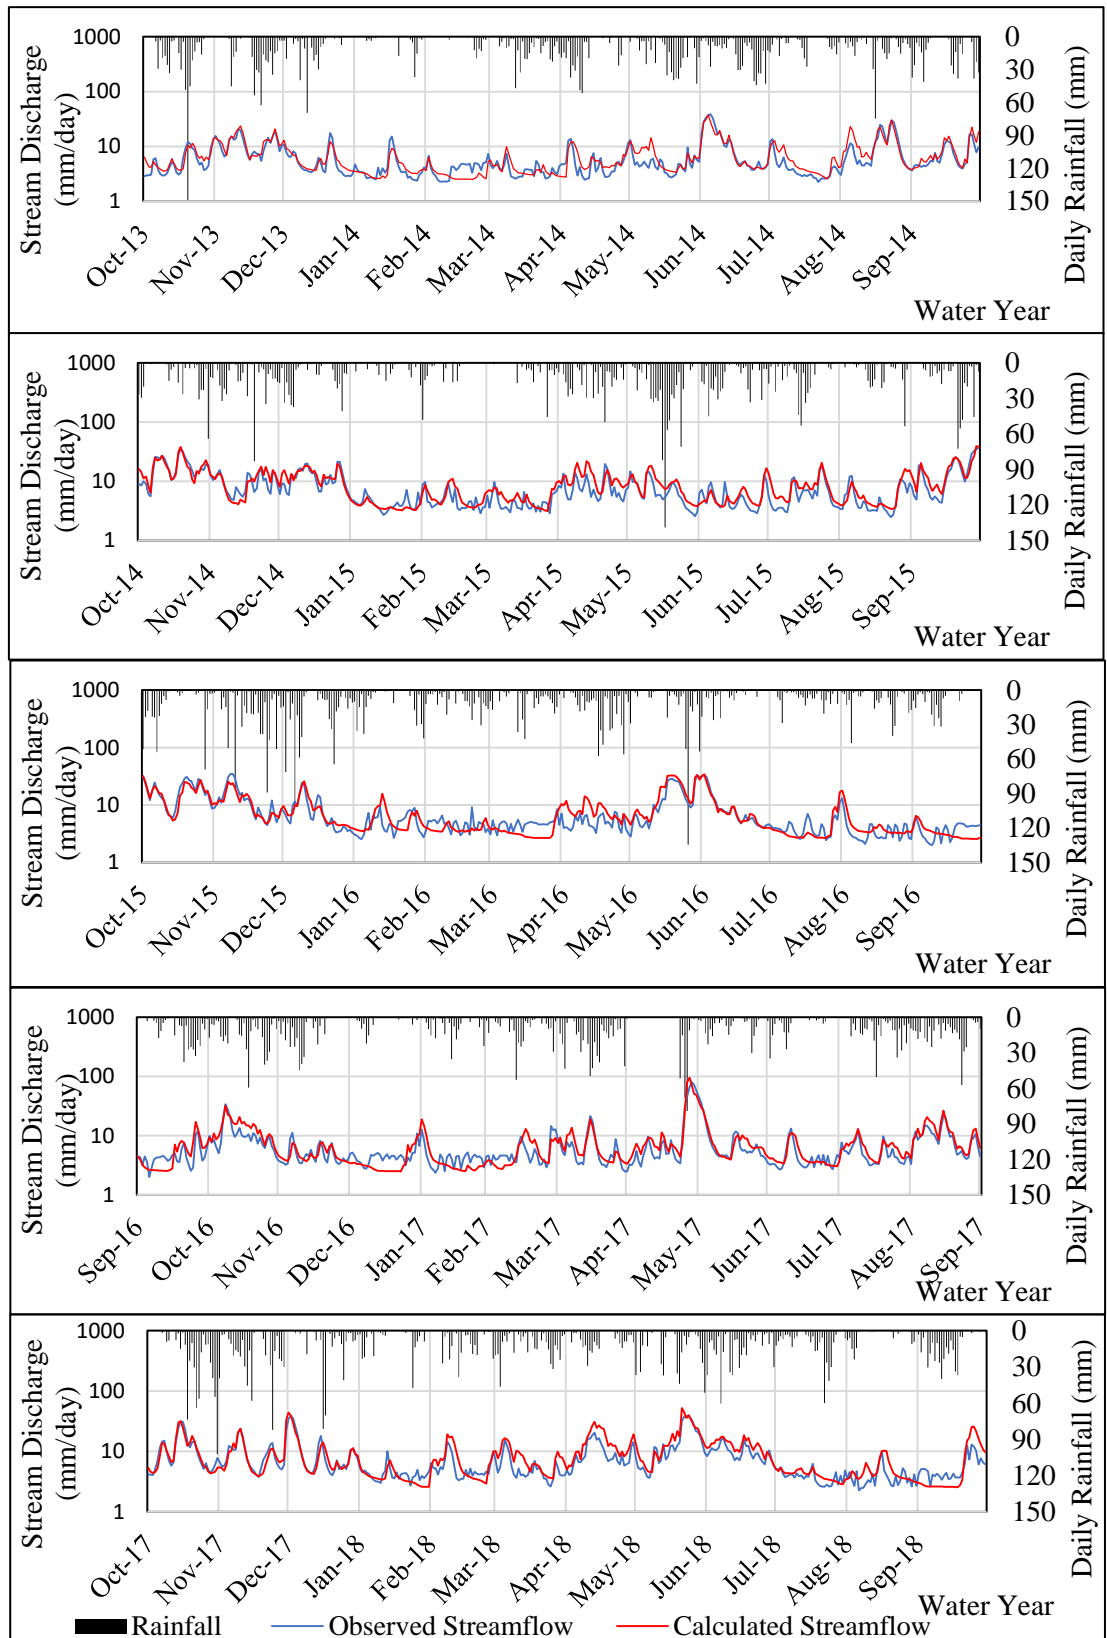 Stream Discharge
(mm/day)
1000
100
10
1
0
30
60
90
120
150
Daily Rainfall (mm)
Oct-13
Nov-13
Dec-13
Jan-14
Feb-14
Mar-14
Apr-14
May-14
Jun-14
Jul-14
Aug-14
Sep-14
Water Year
Stream Discharge
(mm/day)
1000
100
10
1
0
30
60
90
120
150
Daily Rainfall (mm)
Oct-14
Nov-14
Dec-14
Jan-15
Feb-15
Mar-15
Apr-15
May-15
Jun-15
Jul-15
Aug-15
Sep-15
Water Year
Stream Discharge
(mm/day)
1000
100
10
1
0
30
60
90
120
150
Daily Rainfall (mm)
Oct-15
Nov-15
Dec-15
Jan-16
Feb-16
Mar-16
Apr-16
May-16
Jun-16
Jul-16
Aug-16
Sep-16
Water Year
Stream Discharge
(mm/day)
1000
100
10
1
0
30
60
90
120
150
Daily Rainfall (mm)
Sep-16
Oct-16
Nov-16
Dec-16
Jan-17
Feb-17
Mar-17
Apr-17
May-17
Jun-17
Jul-17
Aug-17
Sep-17
Water Year
Stream Discharge
(mm/day)
1000
100
10
1
0
30
60
90
120
150
Daily Rainfall (mm)
Oct-17
Nov-17
Dec-17
Jan-18
Feb-18
Mar-18
Apr-18
May-18
Jun-18
Jul-18
Aug-18
Sep-18
Water Year
Rainfall
Observed Streamflow
Calculated Streamflow